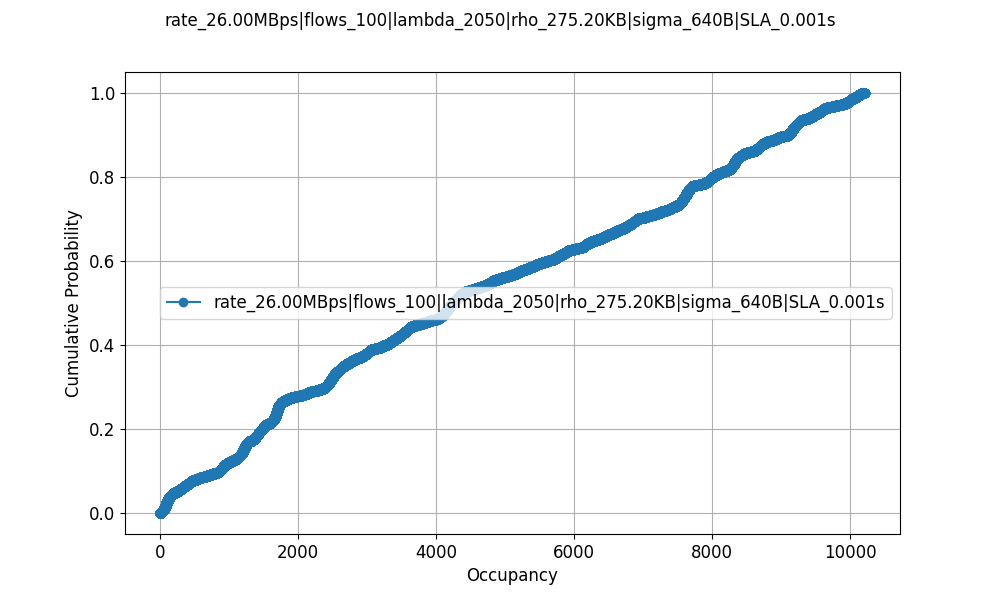 rate_26.00MBps|flows_100|lambda_2050|rho_275.20KB|sigma_640B|SLA_0.001s
1.0
0.8
0.6
0.4
0.2
0.0
Cumulative Probability
rate_26.00MBps|flows_100|lambda_2050|rho_275.20KB|sigma_640B|SLA_0.001s
0 2000 4000 6000 8000 10000
Occupancy